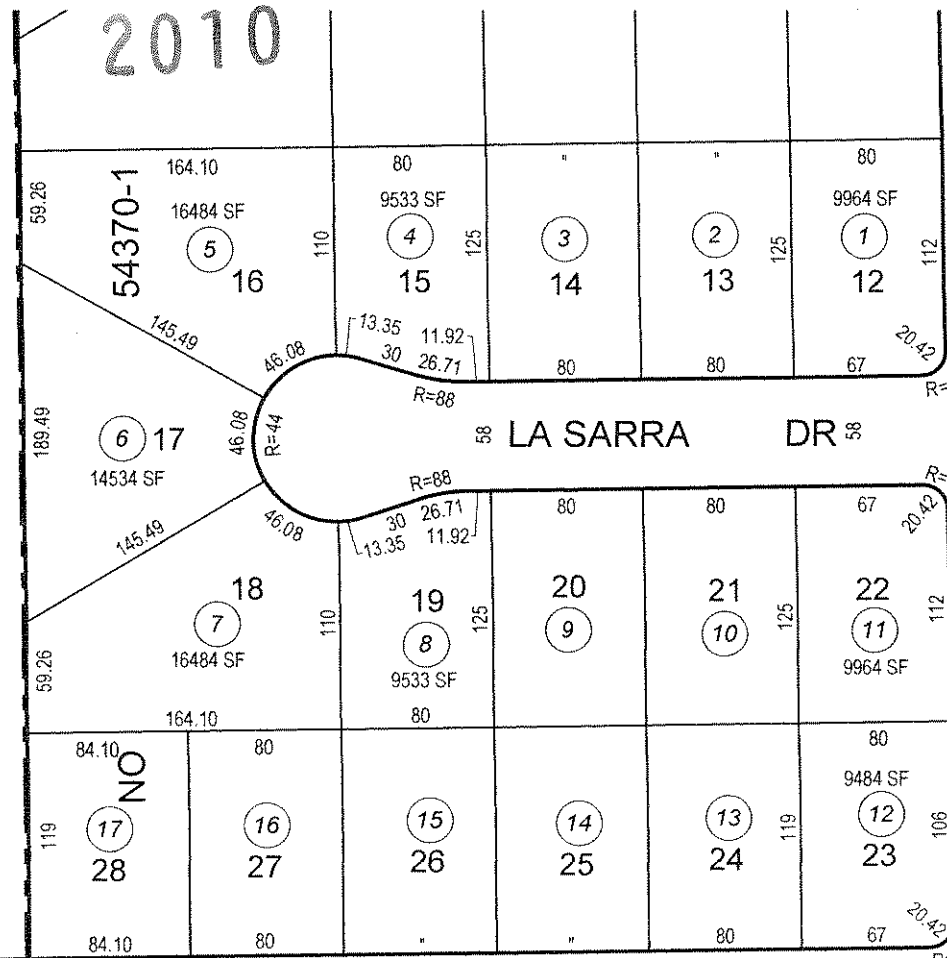 2010
164.10 80 " " 80
59.26 54370-1 16484 SF 9533 SF 9964 SF
5 4 3 2 1
110 125 125 112
16 15 14 13 12
145.49 46.08 13.35 11.92 20.42
30 26.71 80 80 67
R=88 R=
189.49 6 17 46.08 R=44 58 LA SARRA DR 58
14534 SF
R=88 R=
30 26.71 80 80 67
145.49 46.08 13.35 11.92 20.42
18 19 20 21 22
110 125 125 112
7 8 9 10 11
59.26 16484 SF 9533 SF 9964 SF
164.10 80
84.10 NO 80 80
9484 SF
119 17 16 15 14 13 119 12 106
28 27 26 25 24 23
20.42
84.10 80 " " 80 67